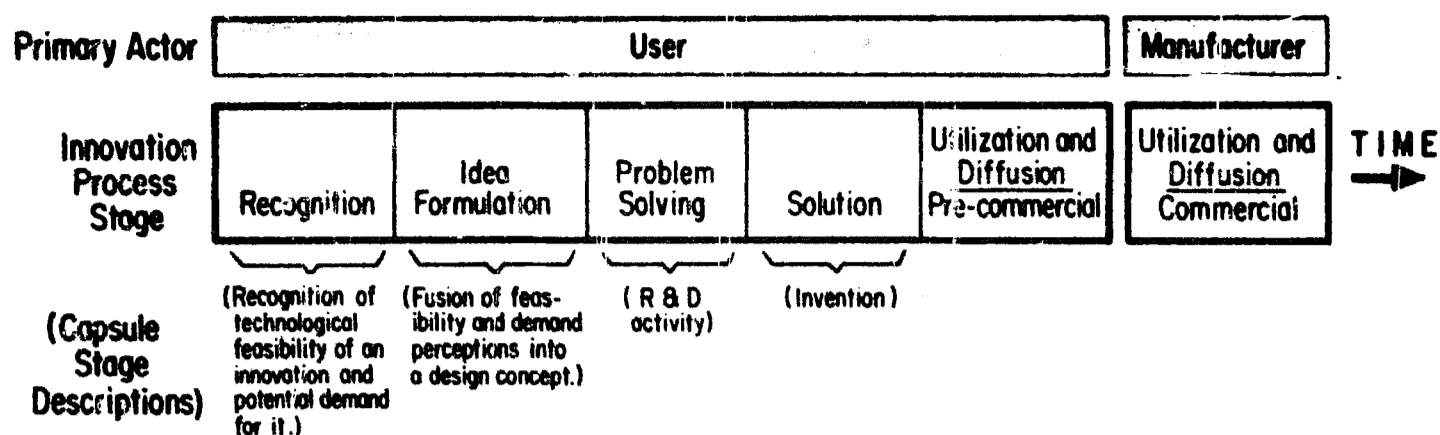 Primary Actor
User
Manufacturer
Innovation
Process
Stage
Recognition
Idea
Formulation
Problem
Solving
Solution
Utilization and
Diffusion
Pre-commercial
Utilization and
Diffusion
Commercial
TIME
(Capsule
Stage
Descriptions)
(Recognition of
technological
feasibility of an
innovation and
potential demand
for it.)
(Fusion of feas-
ibility and demand
perceptions into
a design concept.)
( R & D
activity)
(Invention)